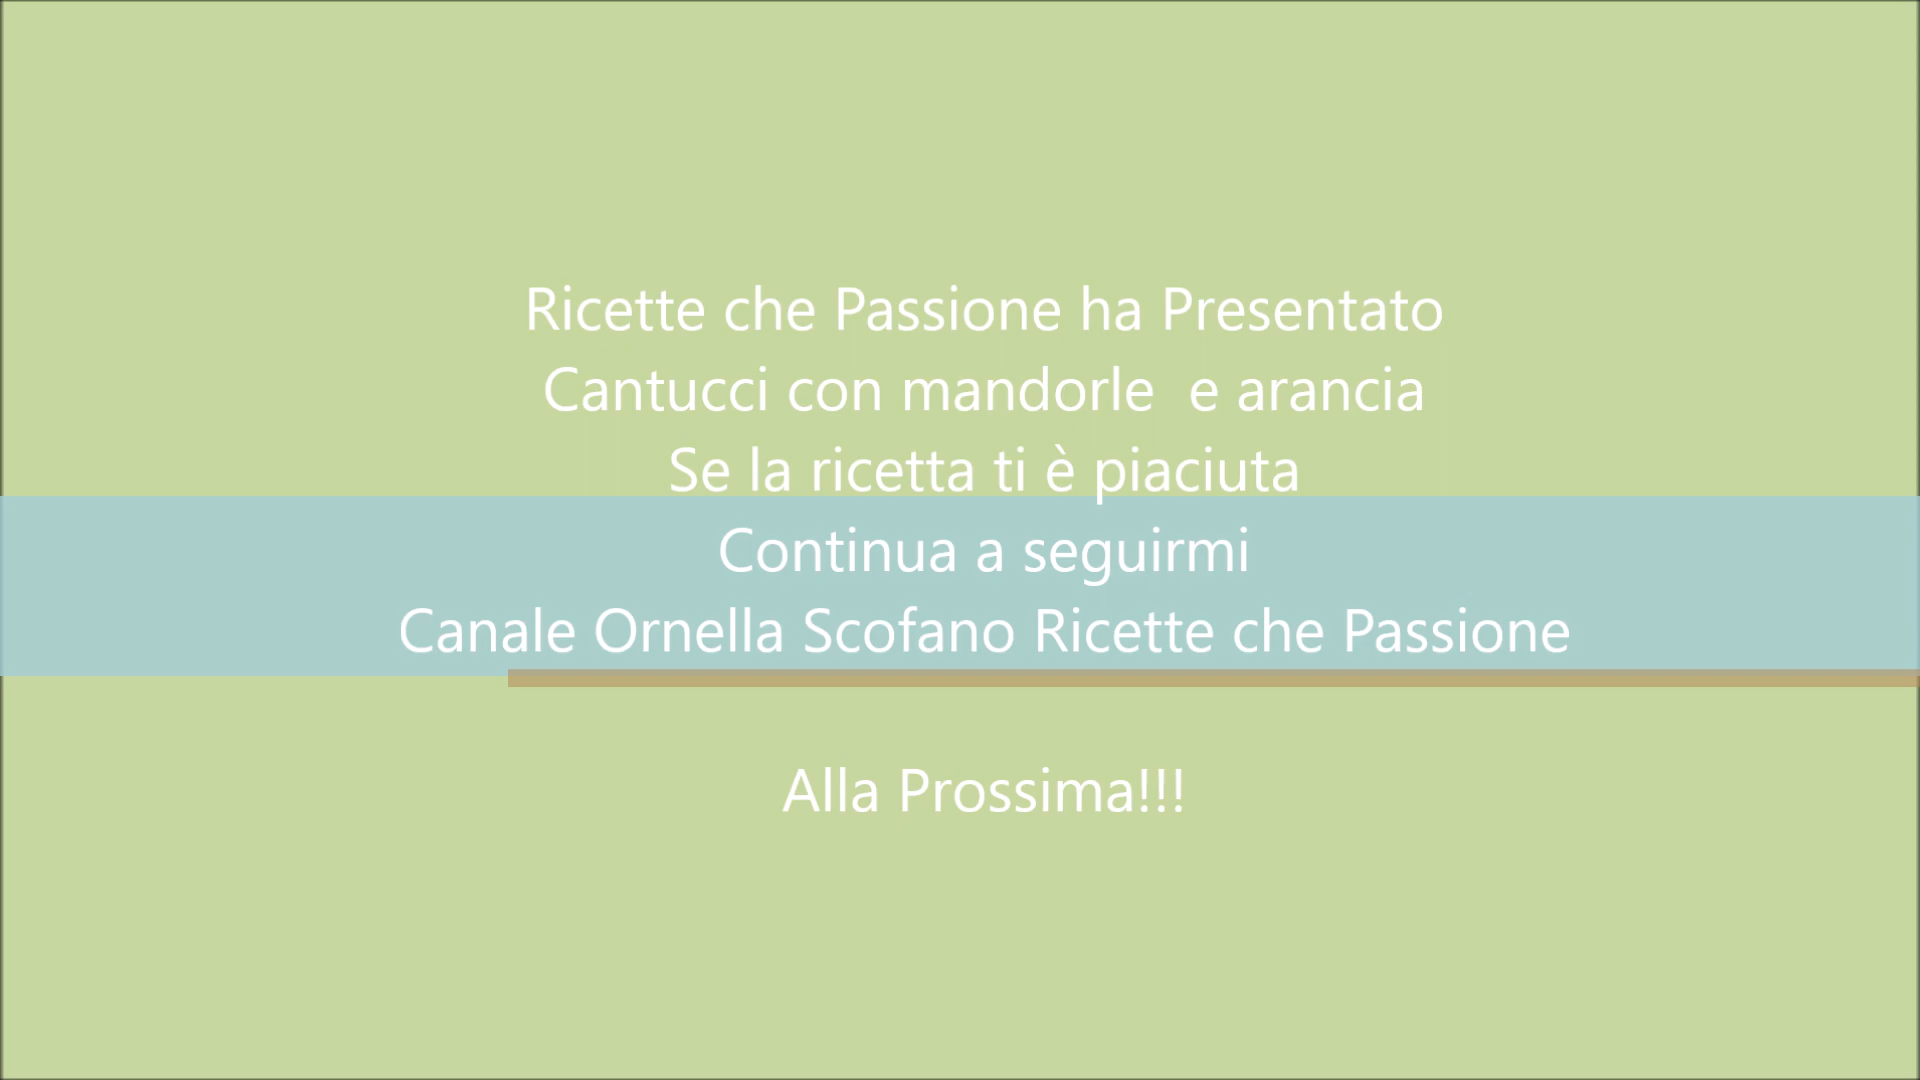 Ricette che Passione ha Presentato
Cantucci con mandorle  e arancia
Se la ricetta ti è piaciuta
Continua a seguirmi
Canale Ornella Scofano Ricette che Passione
Alla Prossima!!!